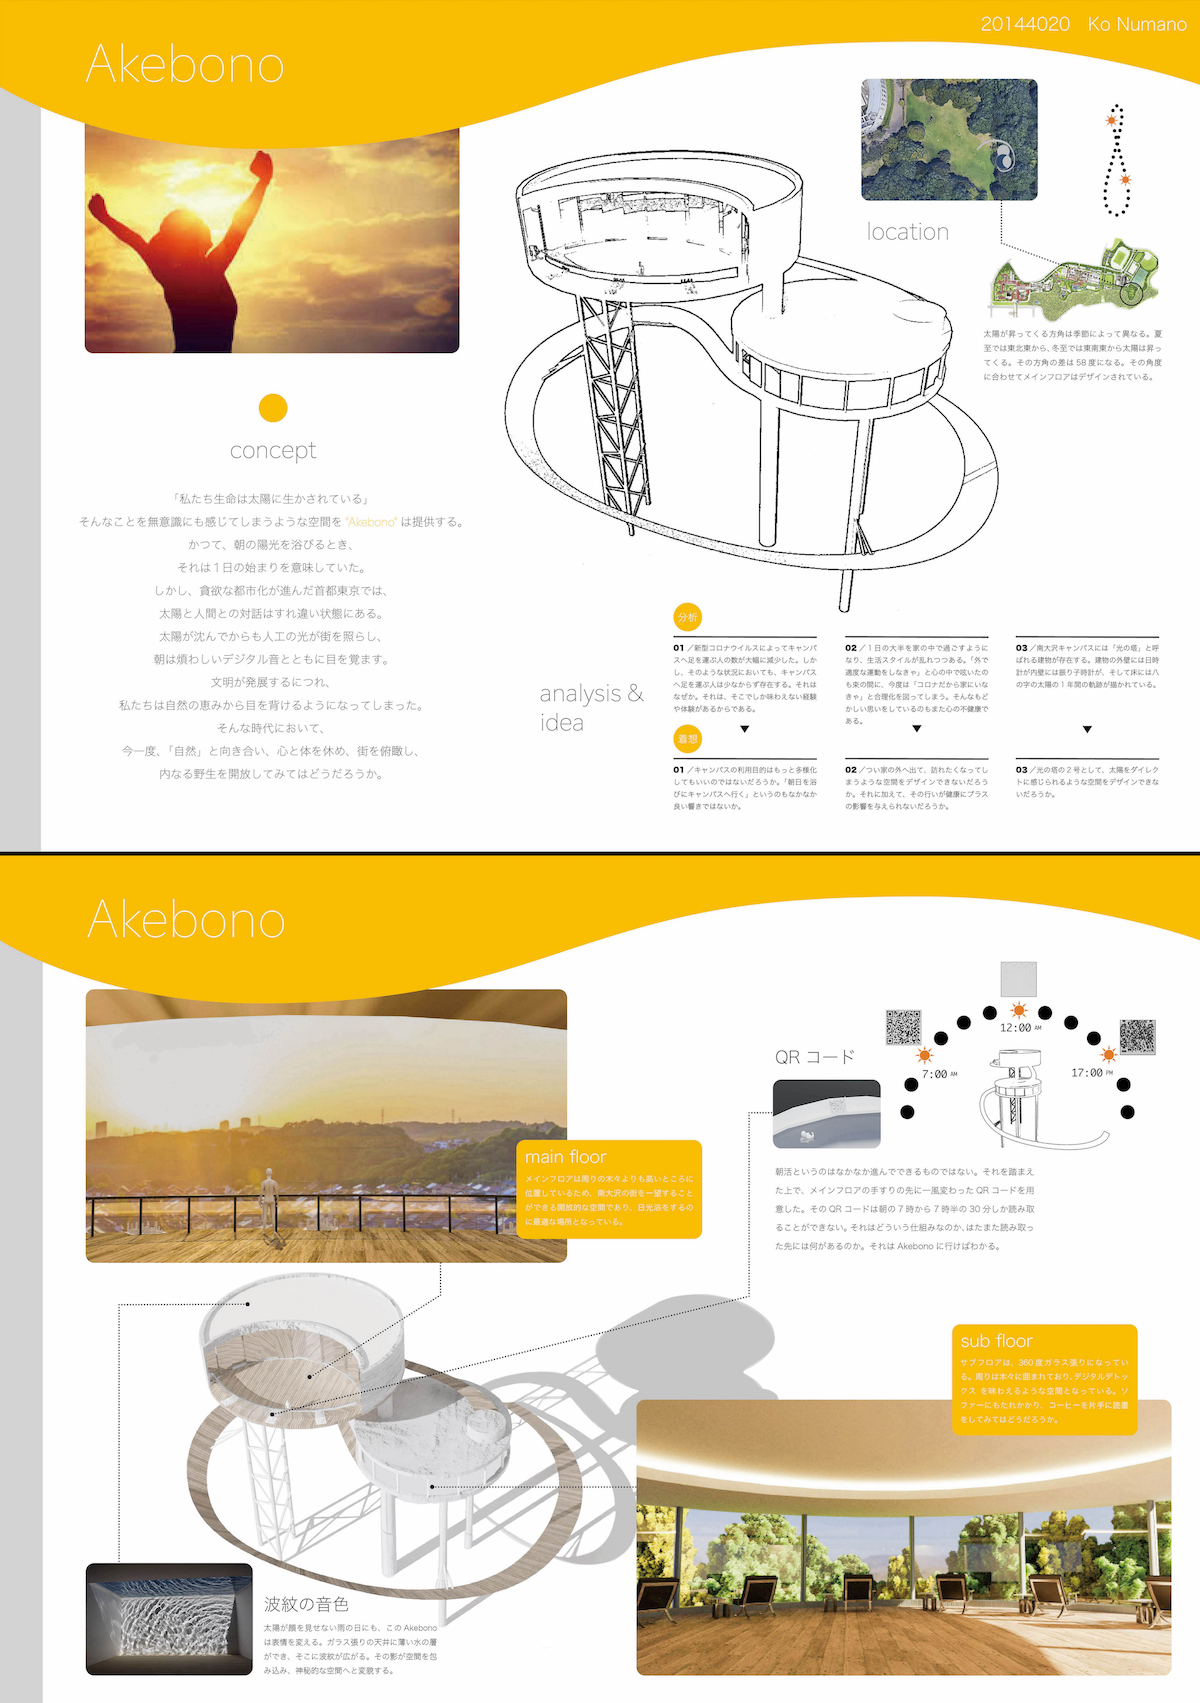 20144020 Ko Numano
Akebono
location
太陽が昇ってくる方角は季節によって異なる。夏
至では東北東から、冬至では東南東から太陽は昇っ
てくる。その方角の差は 58 度になる。その角度
に合わせてメインフロアはデザインされている。
concept
「私たち生命は太陽に生かされている」
そんなことを無意識にも感じてしまうような空間を "Akebono" は提供する。
かつて、朝の陽光を浴びるとき、
それは1日の始まりを意味していた。
しかし、貪欲な都市化が進んだ首都東京では、
太陽と人間との対話はすれ違い状態にある。
太陽が沈んでからも人工の光が街を照らし、
朝は煩わしいデジタル音とともに目を覚ます。
文明が発展するにつれ、
私たちは自然の恵みから目を背けるようになってしまった。
そんな時代において、
今一度、「自然」と向き合い、心と体を休め、街を俯瞰し、
内なる野生を開放してみてはどうだろうか。
analysis &
idea
分析
01 ／新型コロナウイルスによってキャンパ
スへ足を運ぶ人の数が大幅に減少した。しか
し、そのような状況においても、キャンパス
へ足を運ぶ人は少なからず存在する。それは
なぜか。それは、そこでしか味わえない経験
や体験があるからである。
02 ／1日の大半を家の中で過ごすように
なり、生活スタイルが乱れつつある。「外で
適度な運動をしなきゃ」と心の中で呟いたの
も束の間に、今度は「コロナだから家にいな
きゃ」と合理化を図ってしまう。そんなもど
かしい思いをしているのもまた心の不健康で
ある。
03 ／南大沢キャンパスには「光の塔」と呼
ばれる建物が存在する。建物の外壁には日時
計が内壁には振り子時計が、そして床には八
の字の太陽の1年間の軌跡が描かれている。
着想
01 ／キャンパスの利用目的はもっと多様化
してもいいのではないだろうか。「朝日を浴
びにキャンパスへ行く」というのもなかなか
良い響きではないか。
02 ／つい家の外へ出て、訪れたくなってし
まうような空間をデザインできないだろう
か。それに加えて、その行いが健康にプラス
の影響を与えられないだろうか。
03 ／光の塔の2号として、太陽をダイレク
トに感じられるような空間をデザインできな
いだろうか。
Akebono
main floor
メインフロアは周りの木々よりも高いところに
位置しているため、南大沢の街を一望すること
ができる開放的な空間であり、日光浴をするの
に最適な場所となっている。
QR コード
7:00 AM
12:00 AM
17:00 PM
朝活というのはなかなか進んでできるものではない。それを踏まえ
た上で、メインフロアの手すりの先に一風変わった QR コードを用
意した。その QR コードは朝の7時から7時半の30分しか読み取
ることができない。それはどういう仕組みなのか、はたまた読み取っ
た先には何があるのか。それは Akebono に行けばわかる。
sub floor
サブフロアは、360 度ガラス張りになってい
る。周りは木々に囲まれており、デジタルデトッ
クス を味わえるような空間となっている。ソ
ファーにもたれかかり、コーヒーを片手に読書
をしてみてはどうだろうか。
波紋の音色
太陽が顔を見せない雨の日にも、この Akebono
は表情を変える。ガラス張りの天井に薄い水の層
ができ、そこに波紋が広がる。その影が空間を包
み込み、神秘的な空間へと変貌する。